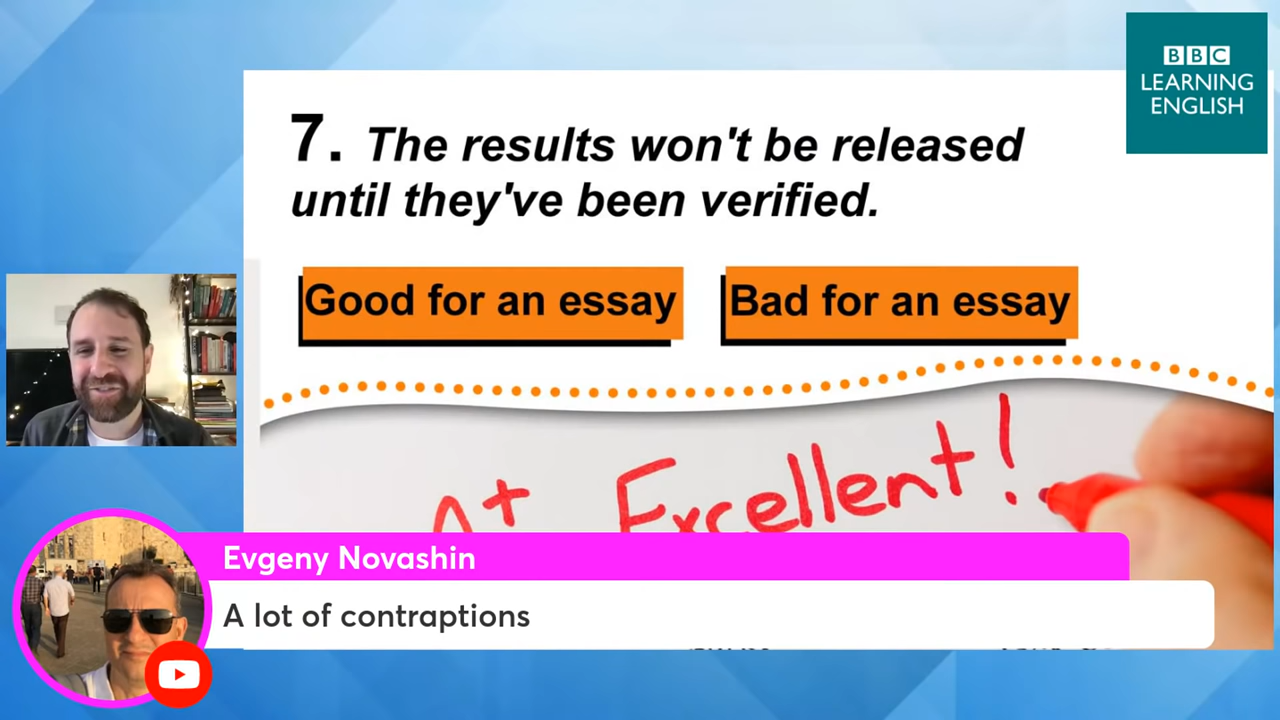 BBC
LEARNING
ENGLISH
7. The results won't be released
until they've been verified.
Good for an essay
Bad for an essay
A+ Excellent!
Evgeny Novashin
A lot of contraptions